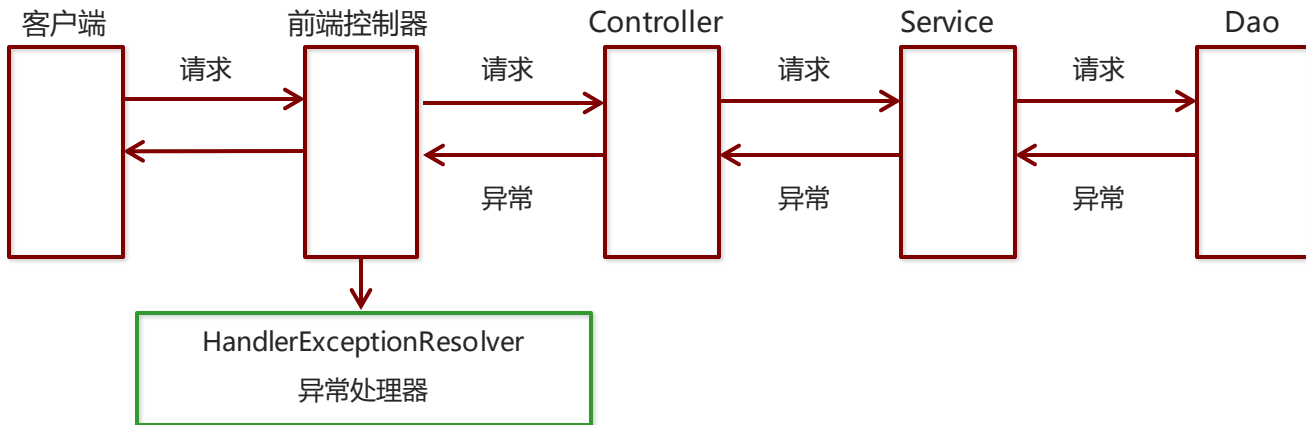 客户端
前端控制器
Controller
Service
Dao
请求
请求
请求
请求
异常
异常
异常
HandlerExceptionResolver
异常处理器